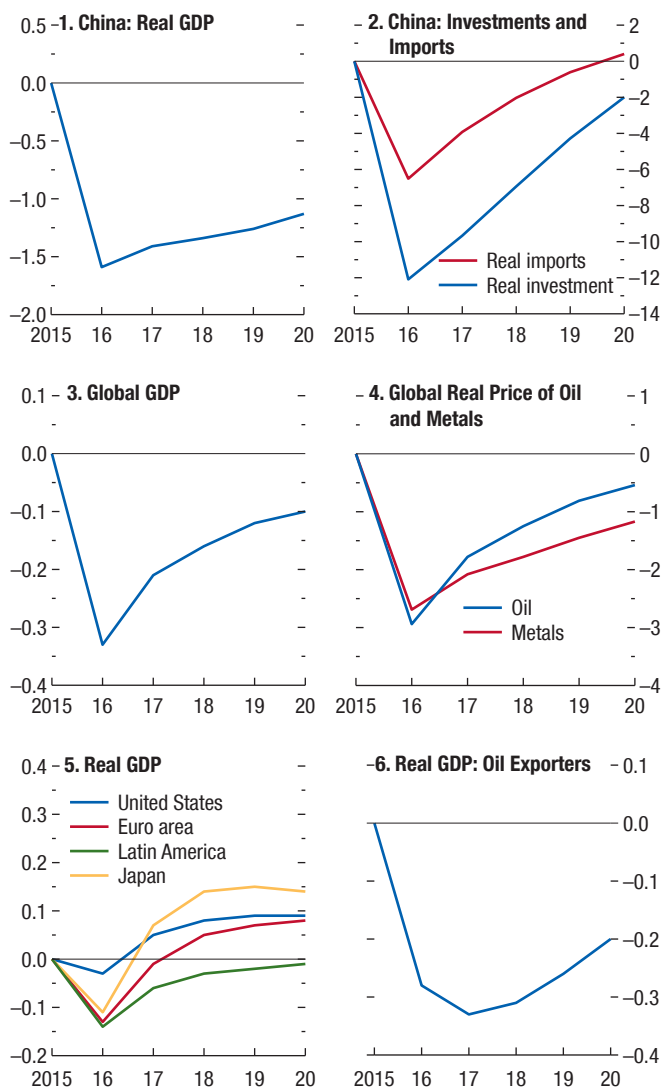 1. China: Real GDP
0.5
0.0
–0.5
–1.0
–1.5
–2.0
2015 16 17 18 19 20
2. China: Investments and
Imports
2
0
–2
–4
–6
–8
–10
–12
–14
Real imports
Real investment
2015 16 17 18 19 20
3. Global GDP
0.1
0.0
–0.1
–0.2
–0.3
–0.4
2015 16 17 18 19 20
4. Global Real Price of Oil
and Metals
1
0
–1
–2
–3
–4
Oil
Metals
2015 16 17 18 19 20
5. Real GDP
0.4
0.3
0.2
0.1
0.0
–0.1
–0.2
United States
Euro area
Latin America
Japan
2015 16 17 18 19 20
6. Real GDP: Oil Exporters
0.1
0.0
–0.1
–0.2
–0.3
–0.4
2015 16 17 18 19 20